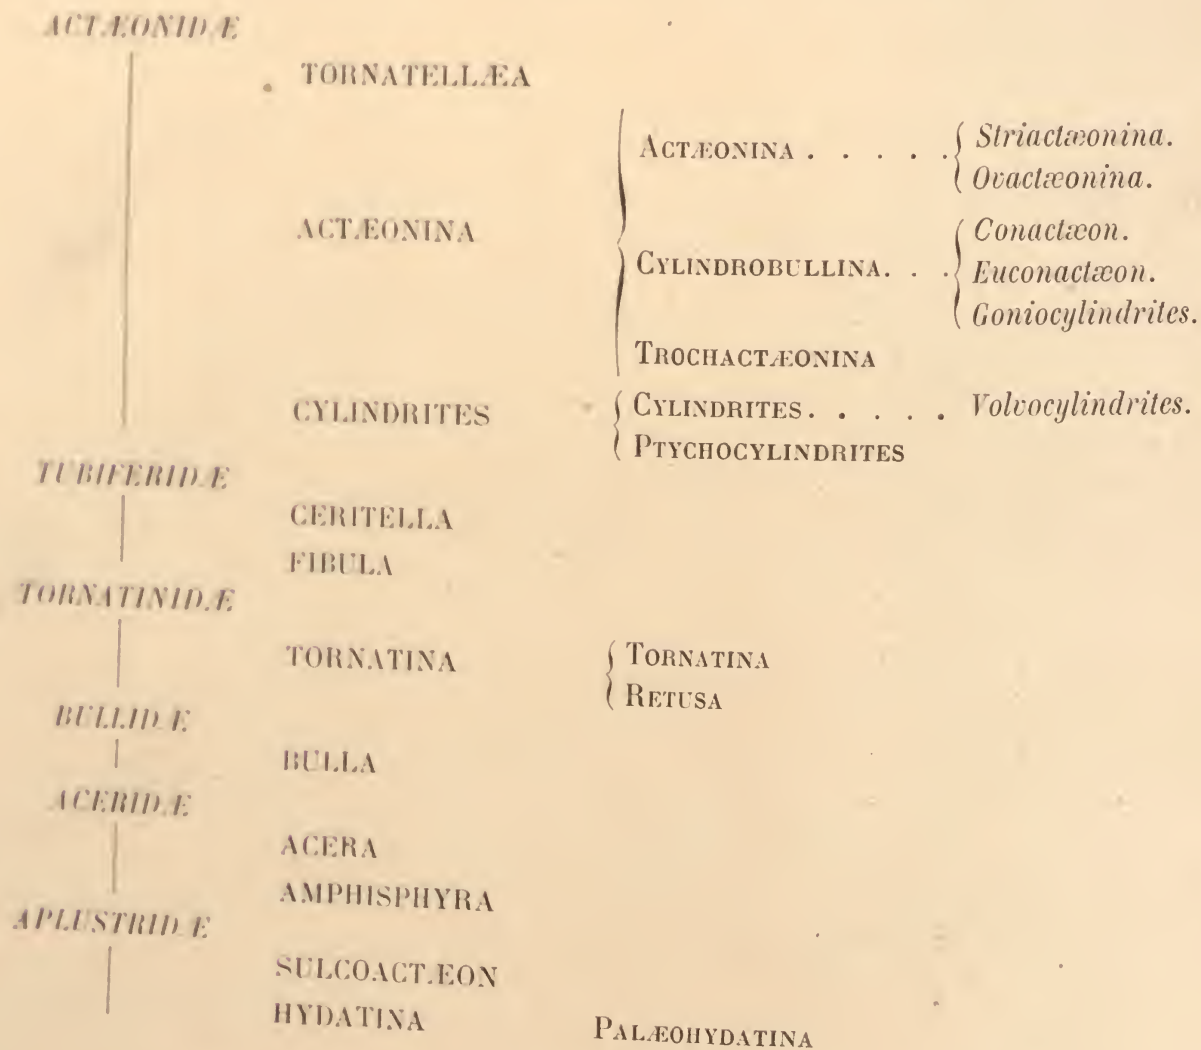 ACTÆONIDÆ
TORNATELLÆA
ACTÆONINA . . . . . Striactæonina.
Ovactæonina.
ACTÆONINA
CYLINDROBULLINA. . . Conactæon.
Euconactæon.
Goniocylindrites.
TROCHACTÆONINA
CYLINDRITES CYLINDRITES. . . . . Volvocylindrites.
PTYCHOCYLINDRITES
TUBIFERIDÆ
CERITELLA
FIBULA
TORNATINIDÆ
TORNATINA TORNATINA
RETUSA
BULLIDÆ
BULLA
ACERIDÆ
ACERA
AMPHISPHYRA
APLUSTRIDÆ
SULCOACTÆON
HYDATINA PALÆOHYDATINA